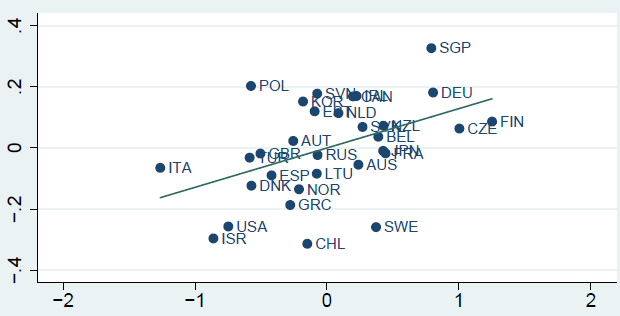 .4
SGP
.2
POL
SVN
IRL
DEU
KOR
EST
NLD
FIN
NZL
CZE
BEL
0
AUT
GBR
TUR
RUS
JPN
FRA
ITA
AUS
ESP
LTU
DNK
NOR
GRC
-.2
USA
SWE
ISR
CHL
-.4
-2 -1 0 1 2